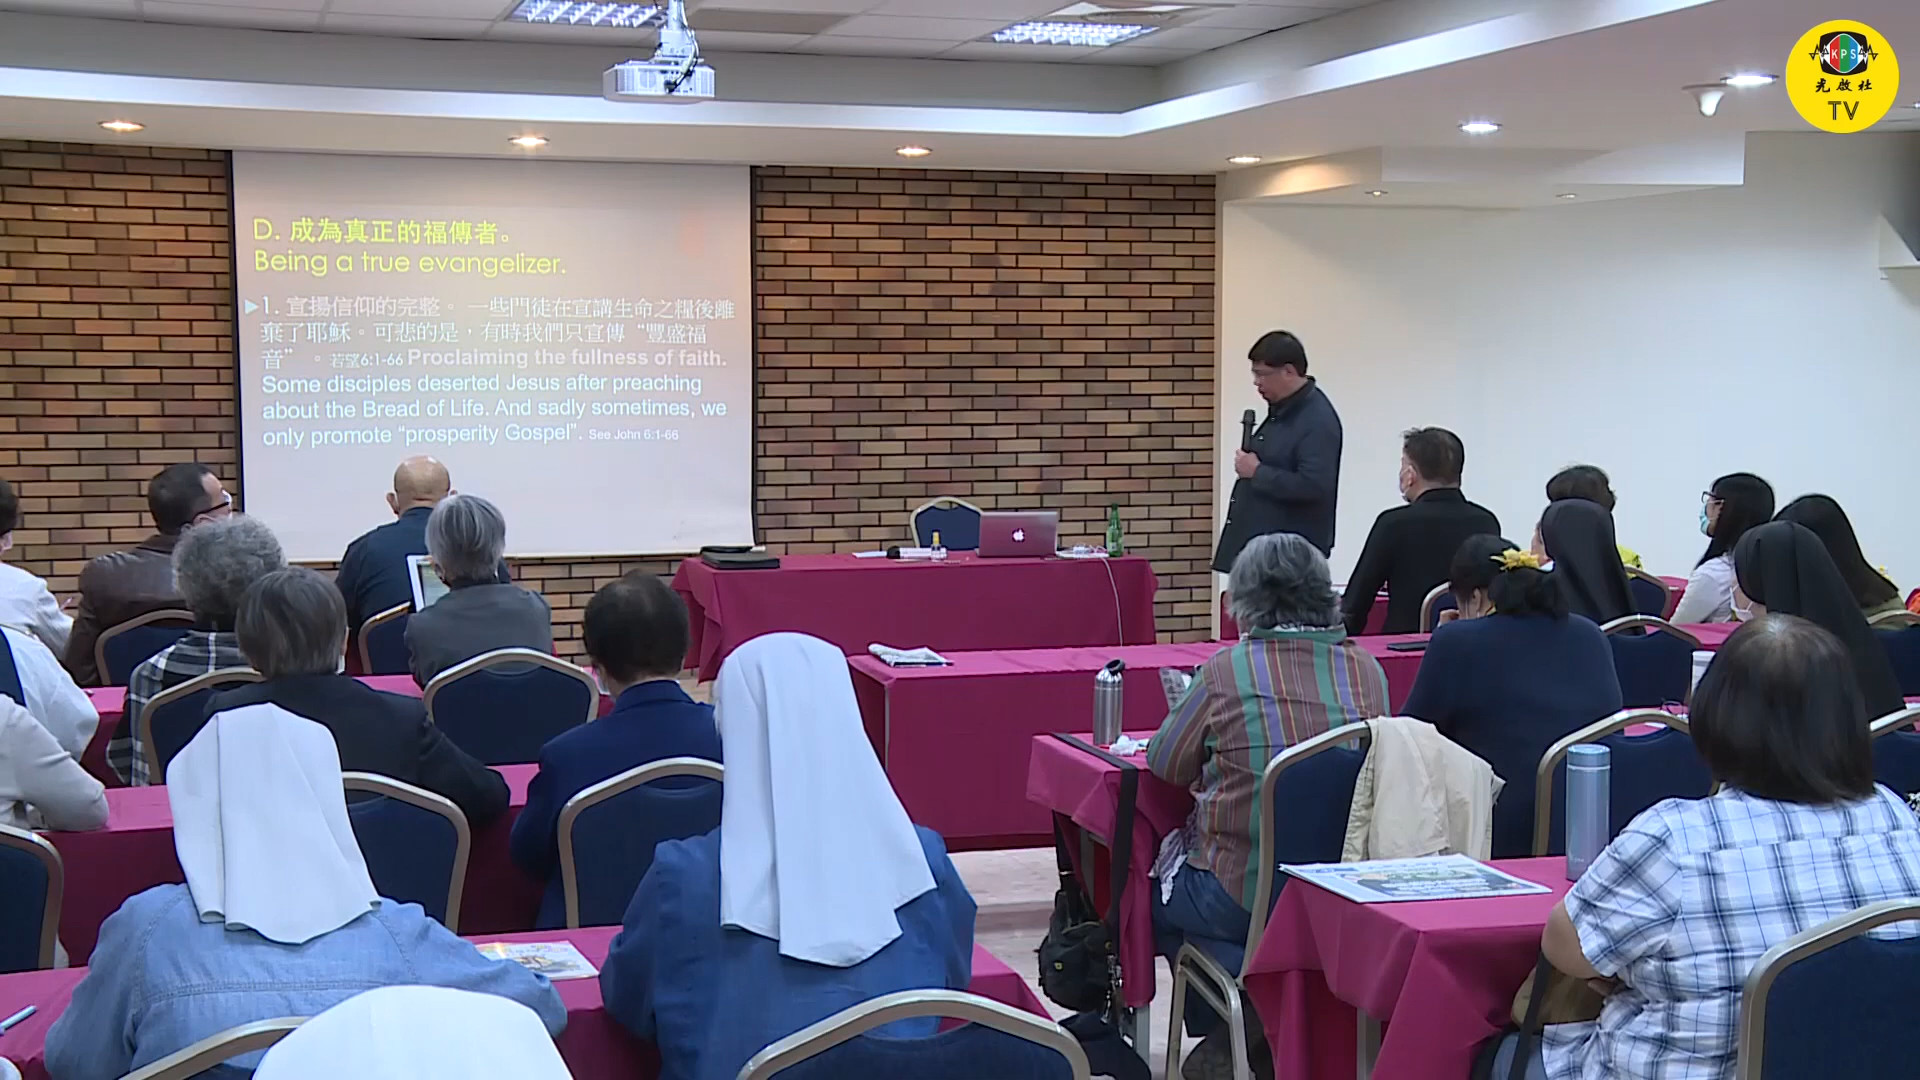 D. 成為真正的福傳者。
Being a true evangelizer.
1. 宣揚信仰的完整。 一些門徒在宣講生命之糧後離
棄了耶穌。可悲的是，有時我們只宣傳“豐盛福
音”。若望6:1-66 Proclaiming the fullness of faith.
Some disciples deserted Jesus after preaching
about the Bread of Life. And sadly sometimes, we
only promote “prosperity Gospel”. See John 6:1-66
KPS
光啟社
TV